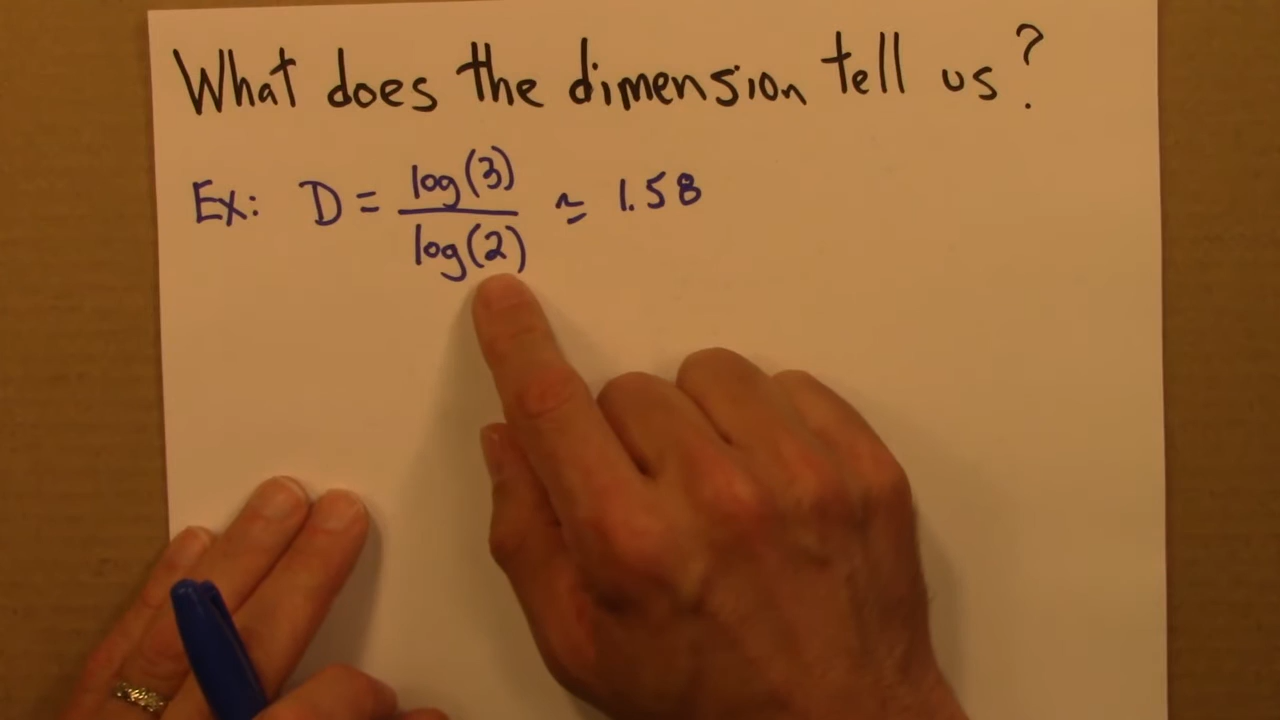 What does the dimension tell us?
Ex: D = log(3) / log(2) ≃ 1.58